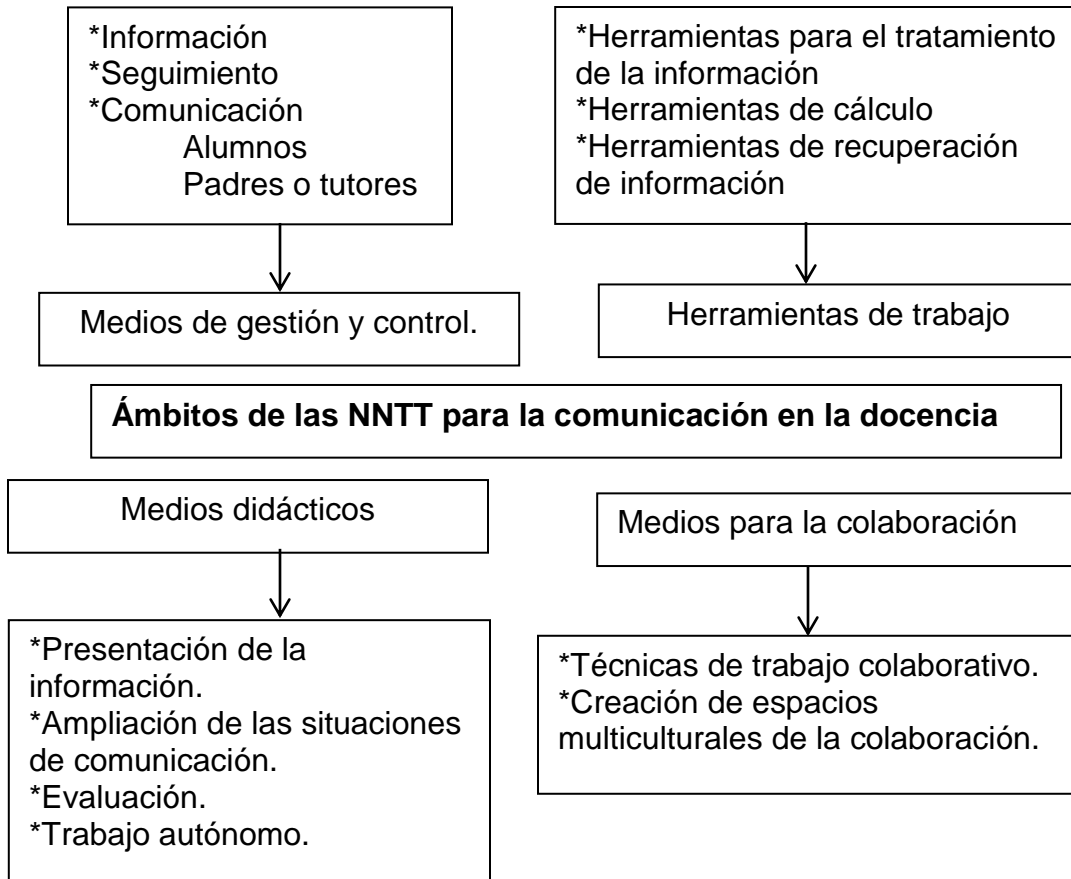 *Información
*Seguimiento
*Comunicación
Alumnos
Padres o tutores
*Herramientas para el tratamiento
de la información
*Herramientas de cálculo
*Herramientas de recuperación
de información
Medios de gestión y control.
Herramientas de trabajo
Ámbitos de las NNTT para la comunicación en la docencia
Medios didácticos
Medios para la colaboración
*Presentación de la
información.
*Ampliación de las situaciones
de comunicación.
*Evaluación.
*Trabajo autónomo.
*Técnicas de trabajo colaborativo.
*Creación de espacios
multiculturales de la colaboración.